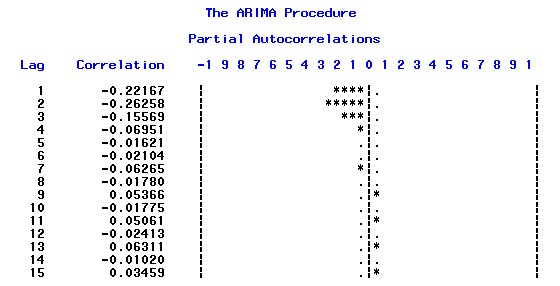 The ARIMA Procedure
Partial Autocorrelations
Lag Correlation -1 9 8 7 6 5 4 3 2 1 0 1 2 3 4 5 6 7 8 9 1
1 -0.22167 | ****| . |
2 -0.26258 | *****| . |
3 -0.15569 | ***| . |
4 -0.06951 | *| . |
5 -0.01621 | .| . |
6 -0.02104 | .| . |
7 -0.06265 | *| . |
8 -0.01780 | .| . |
9 0.05366 | .|* |
10 -0.01775 | .| . |
11 0.05061 | .|* |
12 -0.02413 | .| . |
13 0.06311 | .|* |
14 -0.01020 | .| . |
15 0.03459 | .|* |